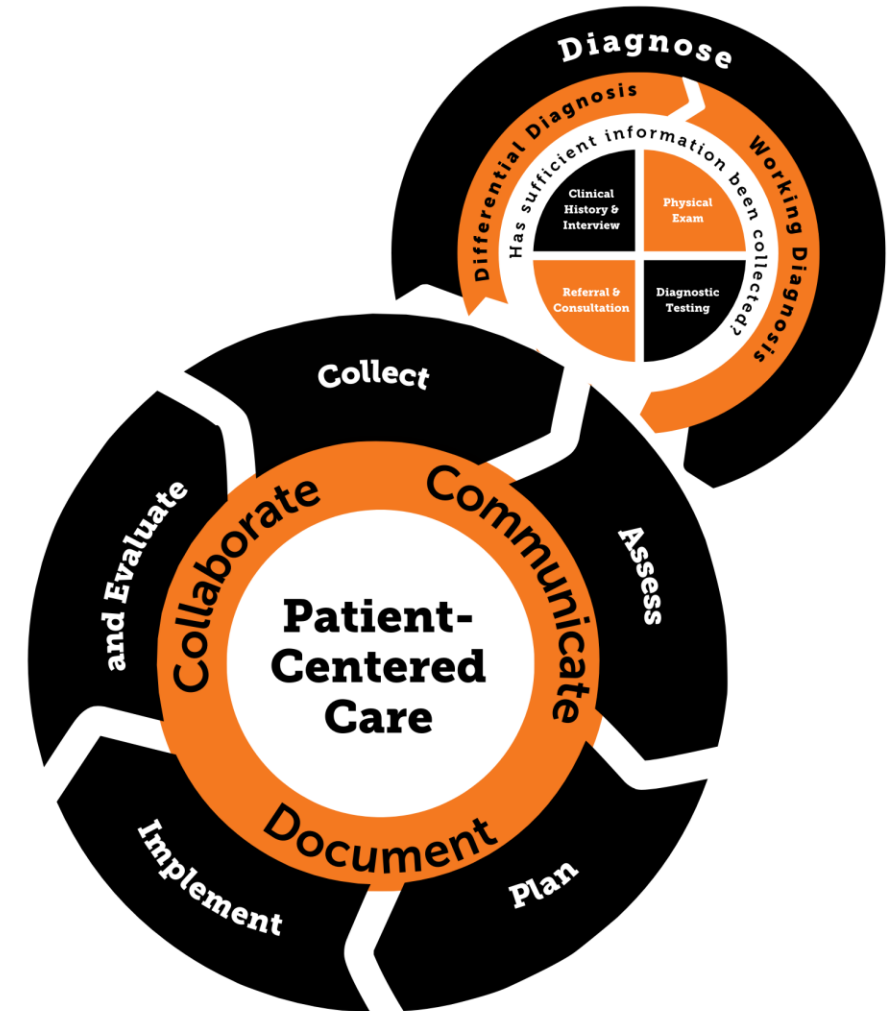 Diagnose
Differential Diagnosis
Working Diagnosis
Has sufficient information been collected?
Clinical
History &
Interview
Physical
Exam
Referral &
Consultation
Diagnostic
Testing
Collect
Assess
Plan
Implement
and Evaluate
Collaborate
Communicate
Document
Patient-
Centered
Care